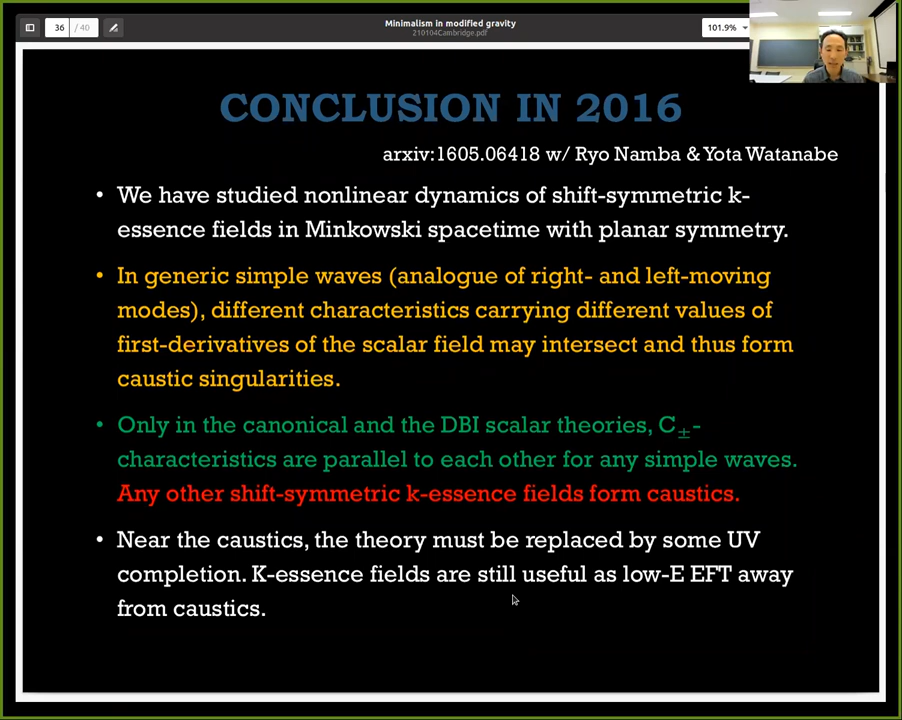 36 / 40
Minimalism in modified gravity
210104Cambridge.pdf
101.9%
CONCLUSION IN 2016
arxiv:1605.06418 w/ Ryo Namba & Yota Watanabe
• We have studied nonlinear dynamics of shift-symmetric k-
essence fields in Minkowski spacetime with planar symmetry.
• In generic simple waves (analogue of right- and left-moving
modes), different characteristics carrying different values of
first-derivatives of the scalar field may intersect and thus form
caustic singularities.
• Only in the canonical and the DBI scalar theories, C±-
characteristics are parallel to each other for any simple waves.
Any other shift-symmetric k-essence fields form caustics.
• Near the caustics, the theory must be replaced by some UV
completion. K-essence fields are still useful as low-E EFT away
from caustics.